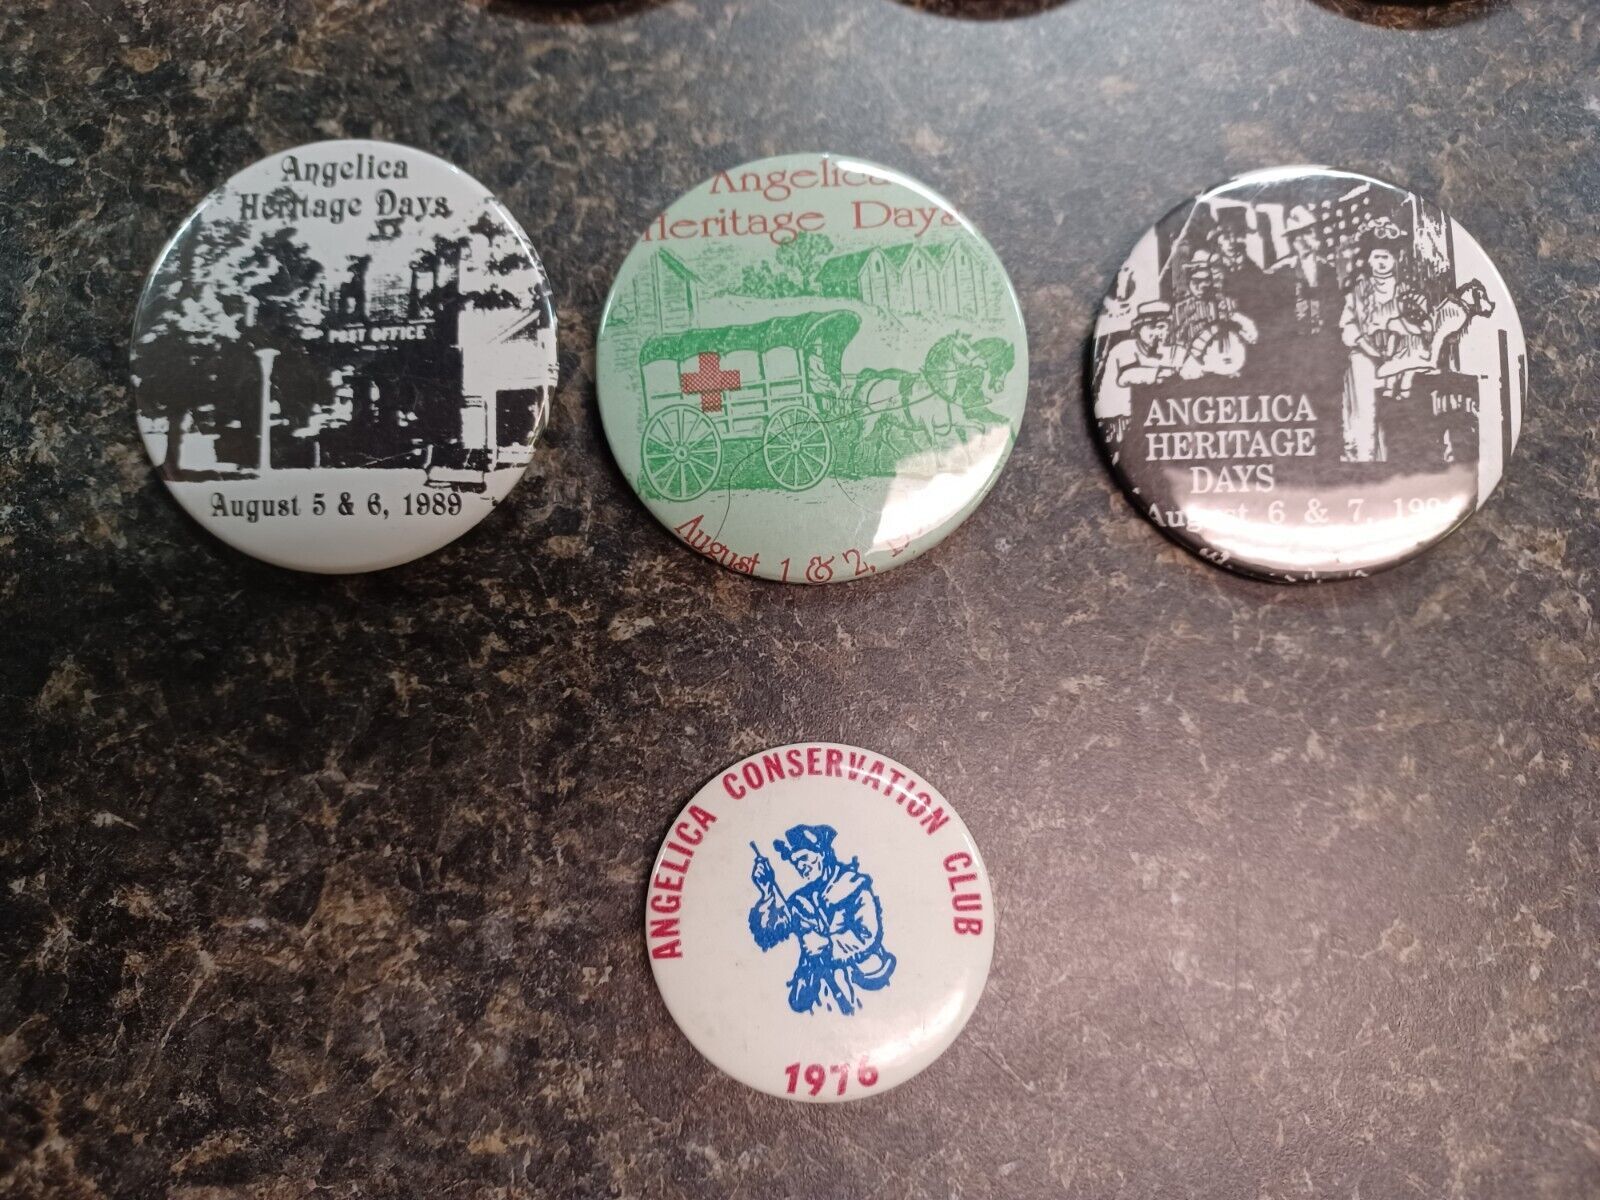 Angelica
Heritage Days
POST OFFICE
August 5 & 6, 1989
Angelica
Heritage Days
August 1 & 2,
ANGELICA
HERITAGE
DAYS
August 6 & 7,
ANGELICA CONSERVATION CLUB
1976